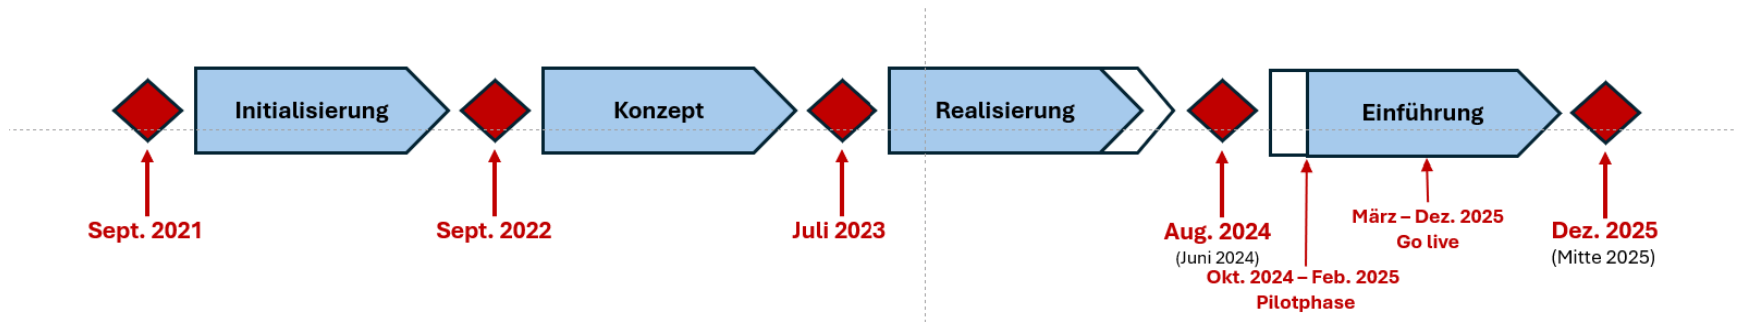 Initialisierung
Konzept
Realisierung
Einführung
Sept. 2021
Sept. 2022
Juli 2023
Aug. 2024
(Juni 2024)
Okt. 2024 – Feb. 2025
Pilotphase
März – Dez. 2025
Go live
Dez. 2025
(Mitte 2025)